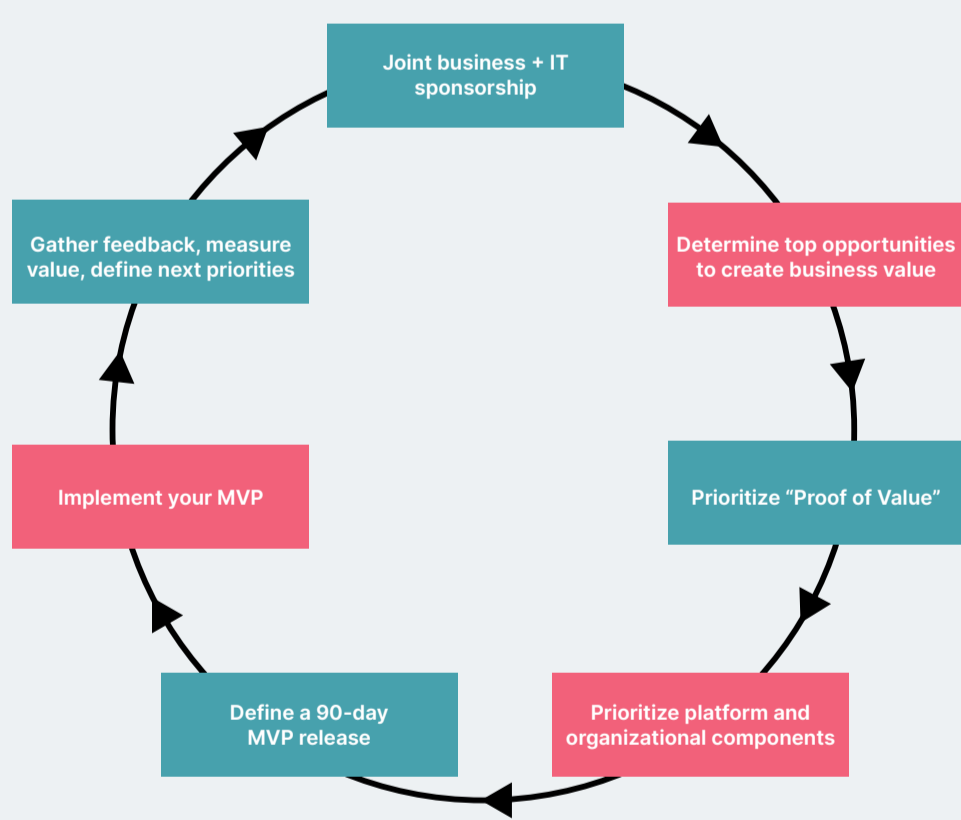 Joint business + IT
sponsorship
Determine top opportunities
to create business value
Prioritize “Proof of Value”
Prioritize platform and
organizational components
Define a 90-day
MVP release
Implement your MVP
Gather feedback, measure
value, define next priorities